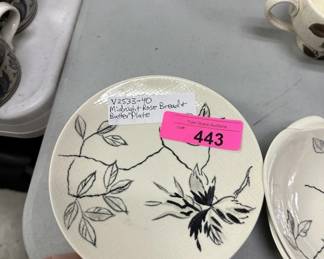 V2533-40
Midnight Rose Bread &
Butter Plate
443